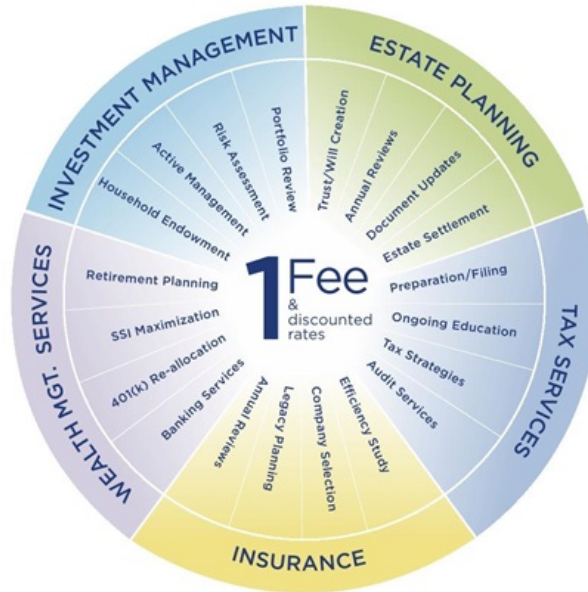 INVESTMENT MANAGEMENT
Household Endowment
Active Management
Risk Assessment
Portfolio Review
ESTATE PLANNING
Trust/Will Creation
Annual Reviews
Document Updates
Estate Settlement
TAX SERVICES
Preparation/Filing
Ongoing Education
Tax Strategies
Audit Services
INSURANCE
Efficiency Study
Company Selection
Legacy Planning
Annual Reviews
WEALTH MGT. SERVICES
Banking Services
401(k) Re-allocation
SSI Maximization
Retirement Planning
1 Fee
&
discounted
rates